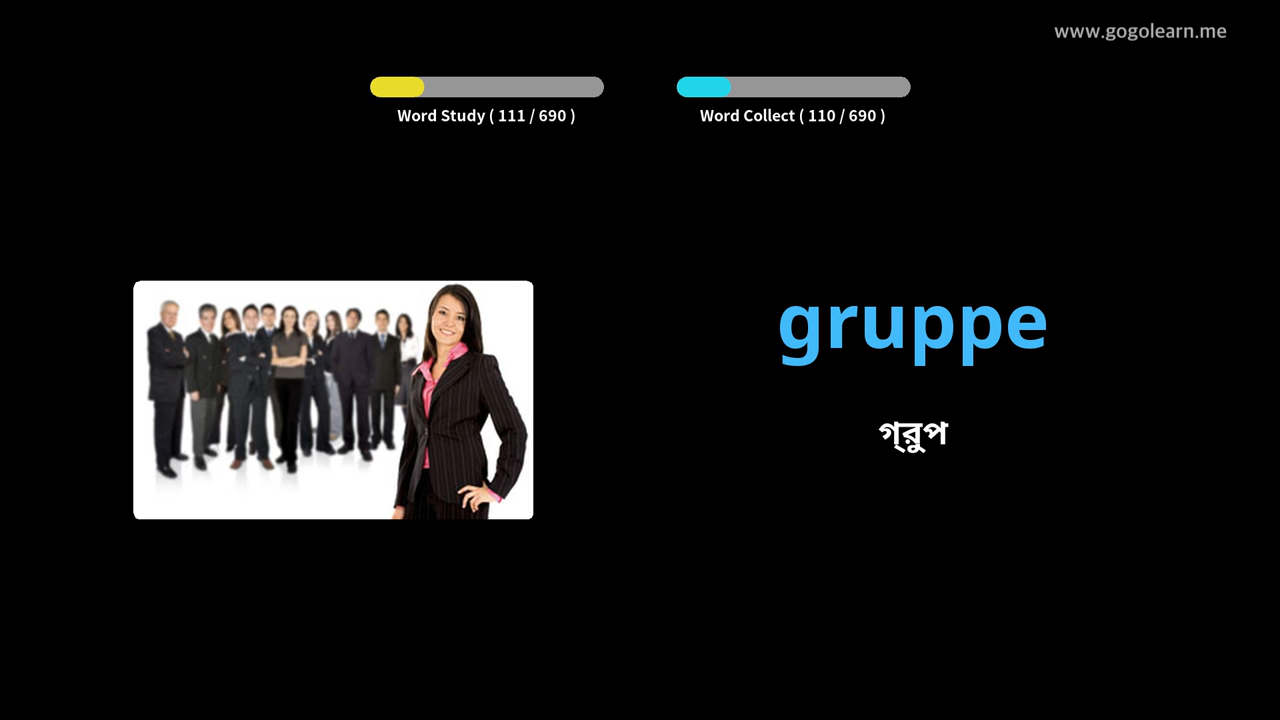 www.gogolearn.me
Word Study ( 111 / 690 )
Word Collect ( 110 / 690 )
gruppe
গ্রুপ